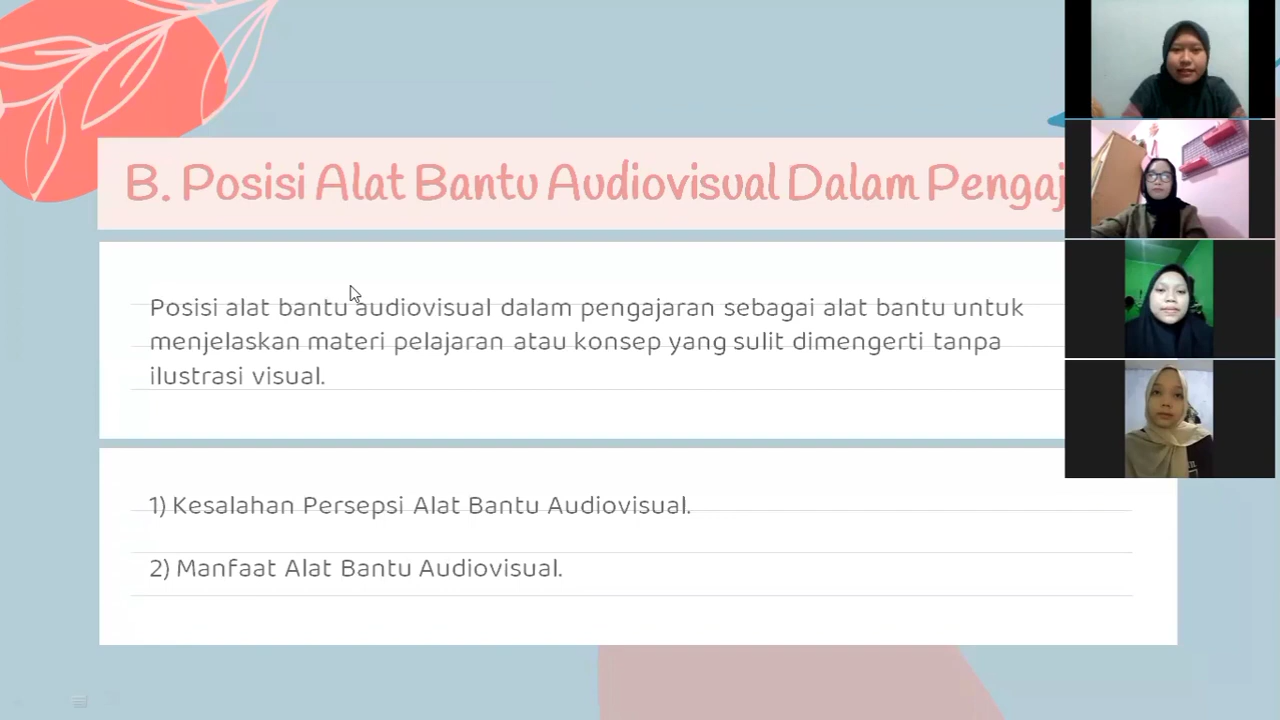 B. Posisi Alat Bantu Audiovisual Dalam
Posisi alat bantu audiovisual dalam pengajaran sebagai alat bantu untuk
menjelaskan materi pelajaran atau konsep yang sulit dimengerti tanpa
ilustrasi visual.
1) Kesalahan Persepsi Alat Bantu Audiovisual.
2) Manfaat Alat Bantu Audiovisual.